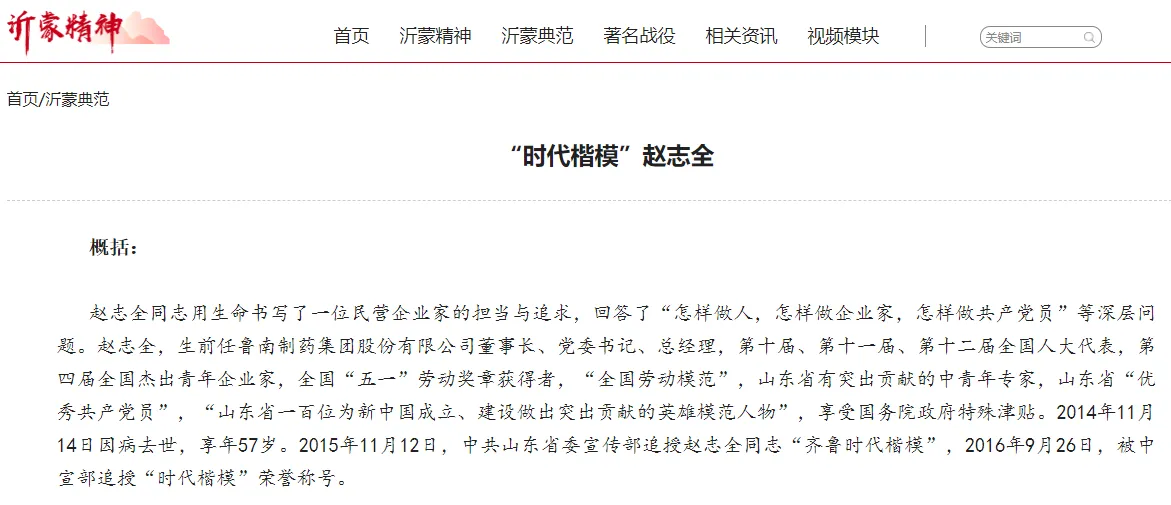 沂蒙精神
首页 沂蒙精神 沂蒙典范 著名战役 相关资讯 视频模块
关键词
首页/沂蒙典范
“时代楷模”赵志全
概括：
赵志全同志用生命书写了一位民营企业家的担当与追求，回答了“怎样做人，怎样做企业家，怎样做共产党员”等深层问
题。赵志全，生前任鲁南制药集团股份有限公司董事长、党委书记、总经理，第十届、第十一届、第十二届全国人大代表，第
四届全国杰出青年企业家，全国“五一”劳动奖章获得者，“全国劳动模范”，山东省有突出贡献的中青年专家，山东省“优
秀共产党员”，“山东省一百位为新中国成立、建设做出突出贡献的英雄模范人物”，享受国务院政府特殊津贴。2014年11月
14日因病去世，享年57岁。2015年11月12日，中共山东省委宣传部追授赵志全同志“齐鲁时代楷模”，2016年9月26日，被中
宣部追授“时代楷模”荣誉称号。